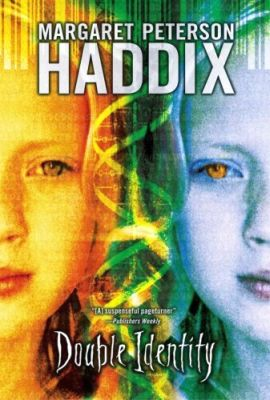 MARGARET PETERSON
HADDIX
"[A] suspenseful pageturner"
—Publishers Weekly
Double Identity